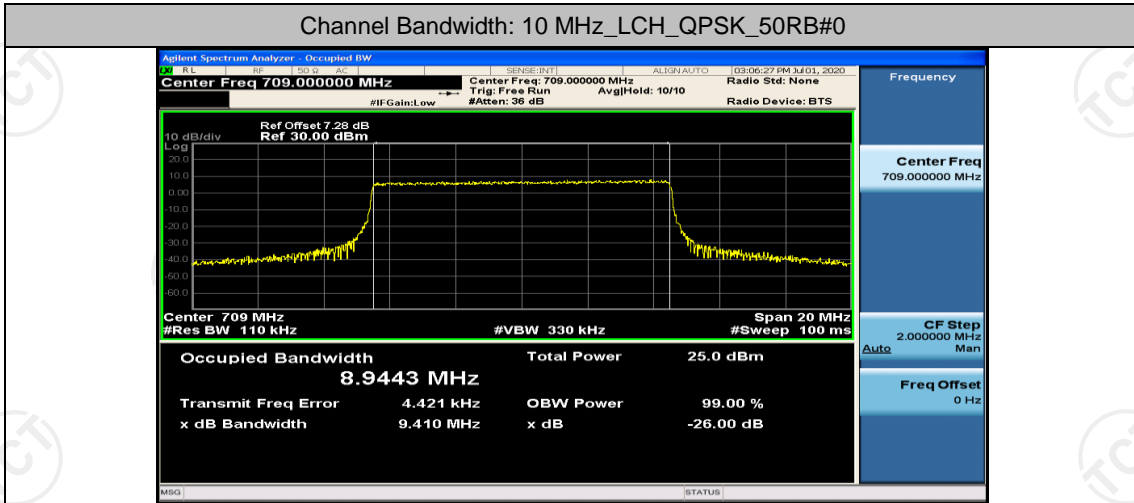 Channel Bandwidth: 10 MHz_LCH_QPSK_50RB#0
Agilent Spectrum Analyzer - Occupied BW
LXI RL RF 50 Ω AC SENSE:INT ALIGNAUTO 03:06:27 PM Jul 01, 2020
Center Freq 709.000000 MHz Center Freq: 709.000000 MHz Radio Std: None
Trig: Free Run Avg|Hold: 10/10
#IFGain:Low #Atten: 36 dB Radio Device: BTS
Frequency
Ref Offset 7.28 dB
10 dB/div Ref 30.00 dBm
Log
20.0
10.0
0.00
-10.0
-20.0
-30.0
-40.0
-50.0
-60.0
Center Freq
709.000000 MHz
Center 709 MHz Span 20 MHz
#Res BW 110 kHz #VBW 330 kHz #Sweep 100 ms
CF Step
2.000000 MHz
Auto Man
Occupied Bandwidth Total Power 25.0 dBm
8.9443 MHz
Transmit Freq Error 4.421 kHz OBW Power 99.00 %
x dB Bandwidth 9.410 MHz x dB -26.00 dB
Freq Offset
0 Hz
MSG STATUS
TCT
TCT
TCT
TCT